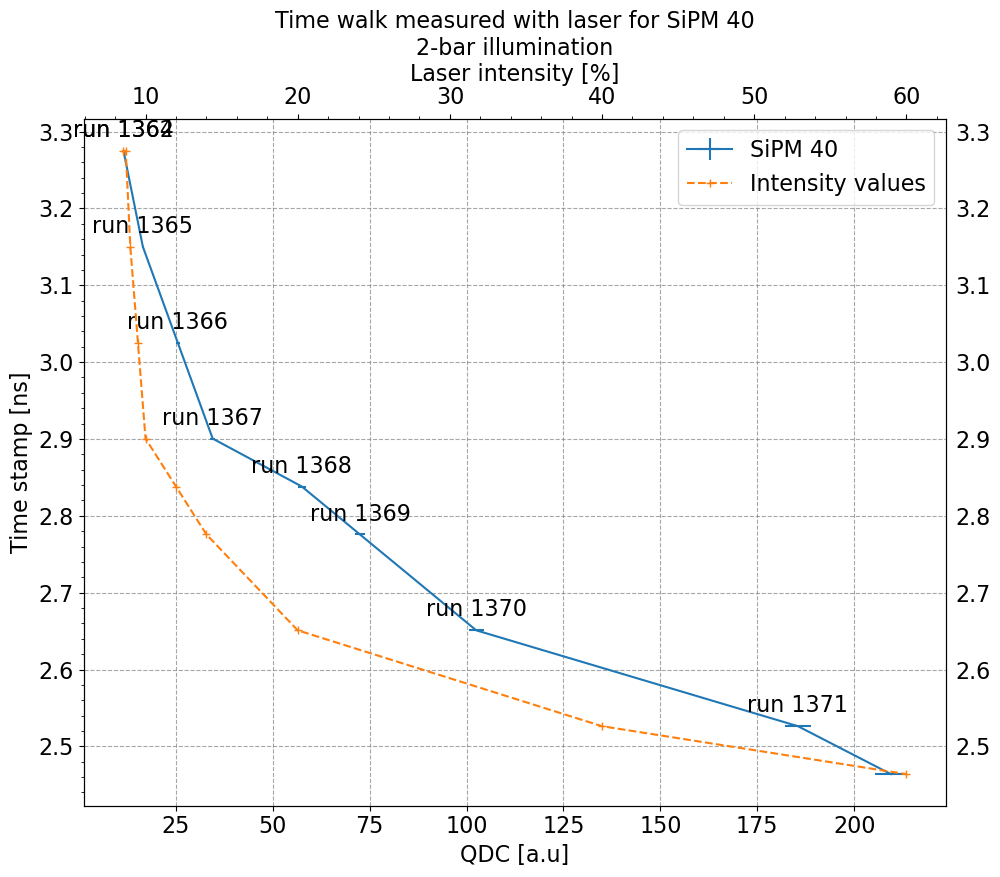 Time walk measured with laser for SiPM 40
2-bar illumination
Laser intensity [%]
10 20 30 40 50 60
SiPM 40
Intensity values
run 1365
run 1366
run 1367
run 1368
run 1369
run 1370
run 1371
3.3 3.3
3.2 3.2
3.1 3.1
3.0 3.0
2.9 2.9
2.8 2.8
2.7 2.7
2.6 2.6
2.5 2.5
Time stamp [ns]
25 50 75 100 125 150 175 200
QDC [a.u]